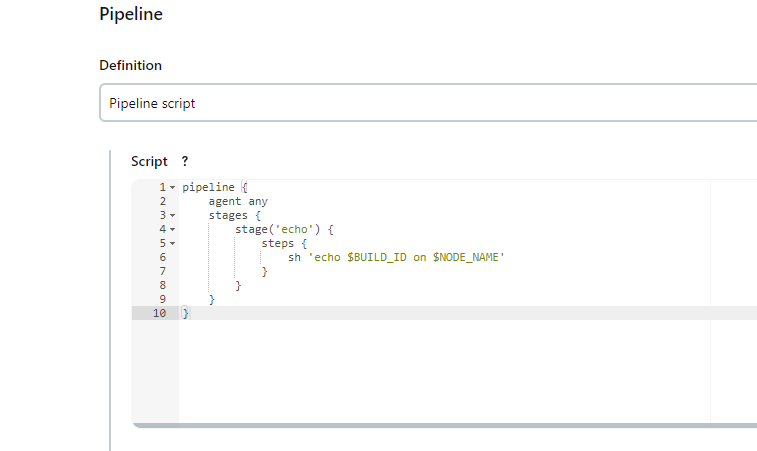 Pipeline
Definition
Pipeline script
Script ?
1 pipeline {
2     agent any
3     stages {
4         stage('echo') {
5             steps {
6                 sh 'echo $BUILD_ID on $NODE_NAME'
7             }
8         }
9     }
10 }